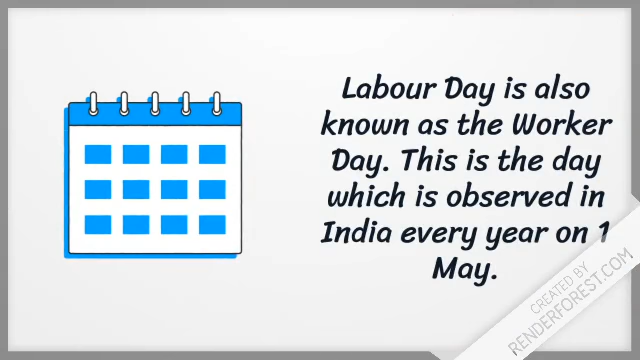 Labour Day is also
known as the Worker
Day. This is the day
which is observed in
India every year on 1
May.
CREATED BY
RENDERFOREST.COM